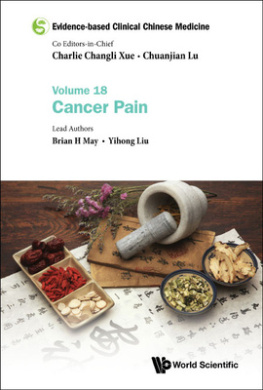 Evidence-based Clinical Chinese Medicine
Co Editors-in-Chief
Charlie Changli Xue • Chuanjian Lu
Volume 18
Cancer Pain
Lead Authors
Brian H May • Yihong Liu
World Scientific